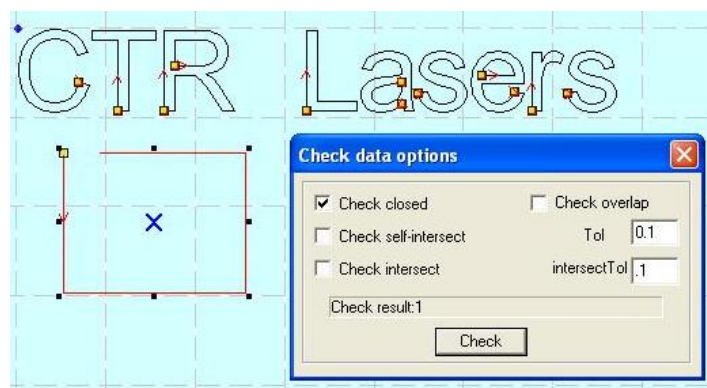 CTR Lasers
Check data options
Check closed
Check overlap
Check self-intersect
Tol 0.1
Check intersect
intersectTol .1
Check result:1
Check